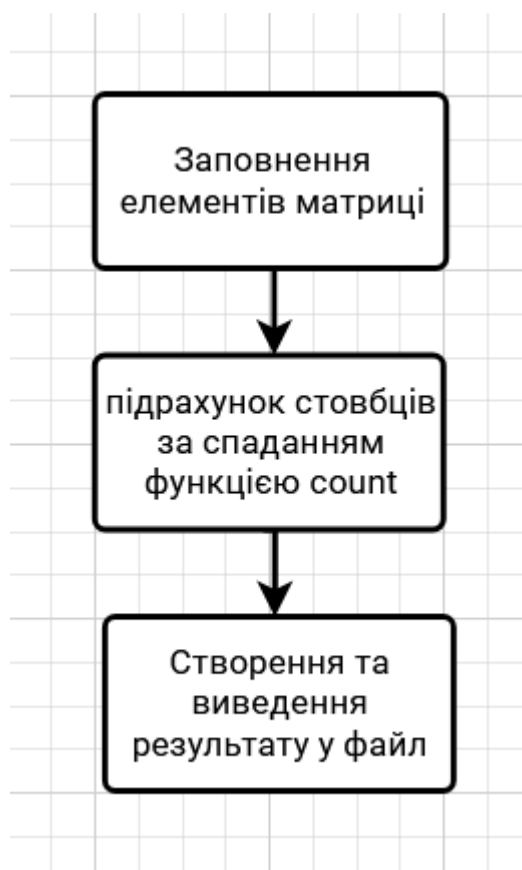 Заповнення
елементів матриці
підрахунок стовбців
за спаданням
функцією count
Створення та
виведення
результату у файл